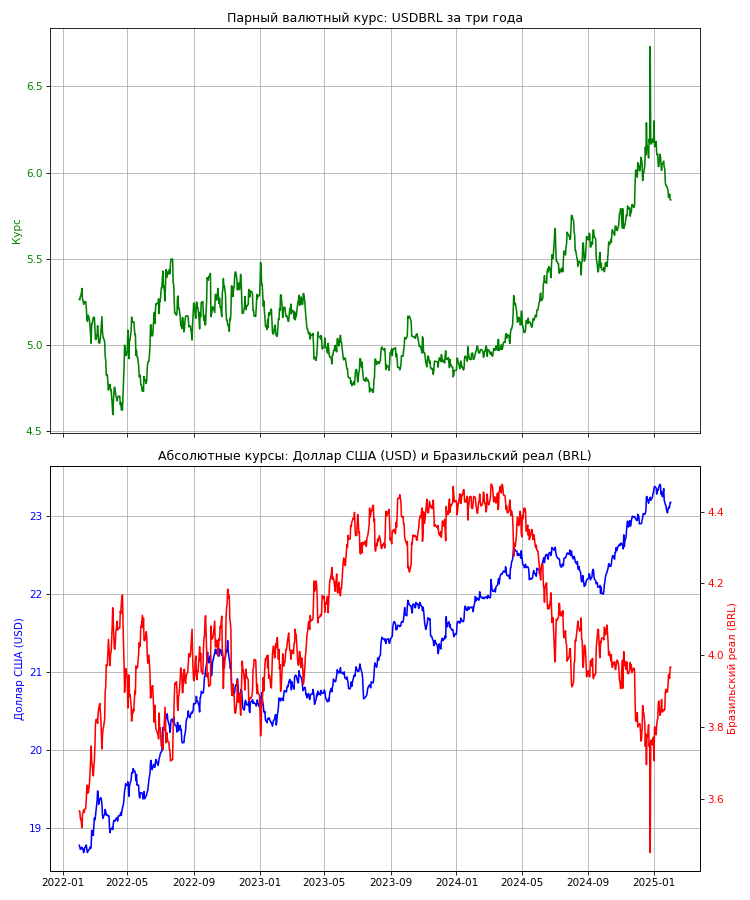 Парный валютный курс: USDBRL за три года
Курс
6.5
6.0
5.5
5.0
4.5
Абсолютные курсы: Доллар США (USD) и Бразильский реал (BRL)
Доллар США (USD)
23
22
21
20
19
4.4
4.2
4.0
3.8
3.6
Бразильский реал (BRL)
2022-01 2022-05 2022-09 2023-01 2023-05 2023-09 2024-01 2024-05 2024-09 2025-01